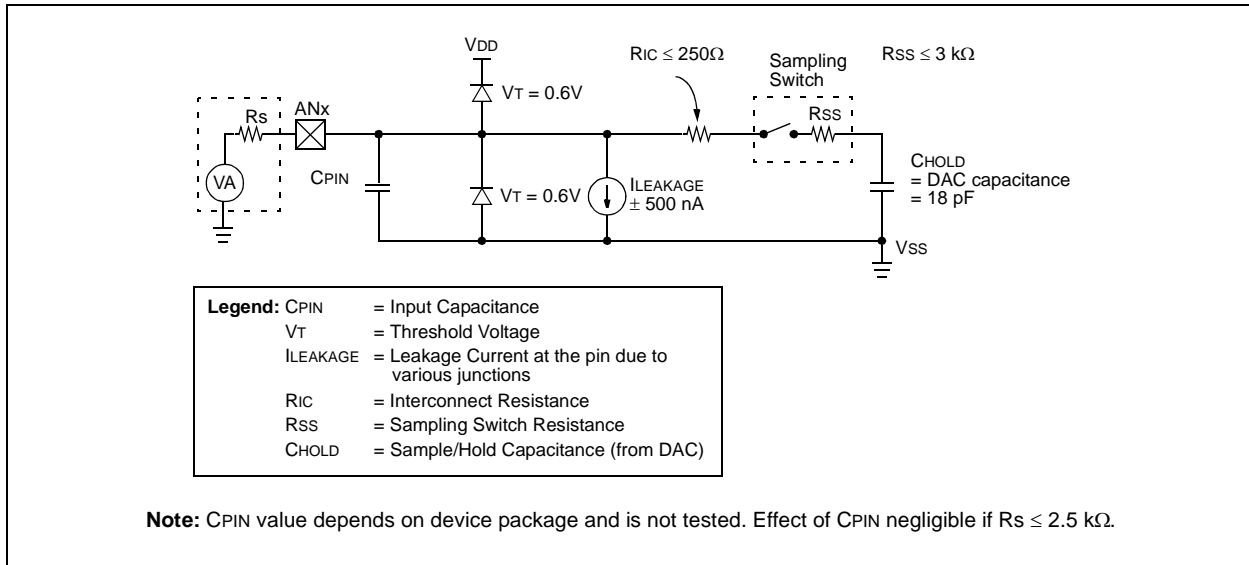 VDD
RIC ≤ 250Ω
Sampling
Switch
RSS ≤ 3 kΩ
VT = 0.6V
Rs
ANx
RSS
VA
CPIN
VT = 0.6V
ILEAKAGE
± 500 nA
CHOLD
= DAC capacitance
= 18 pF
VSS
Legend: CPIN = Input Capacitance
VT = Threshold Voltage
ILEAKAGE = Leakage Current at the pin due to
various junctions
RIC = Interconnect Resistance
RSS = Sampling Switch Resistance
CHOLD = Sample/Hold Capacitance (from DAC)
Note: CPIN value depends on device package and is not tested. Effect of CPIN negligible if Rs ≤ 2.5 kΩ.